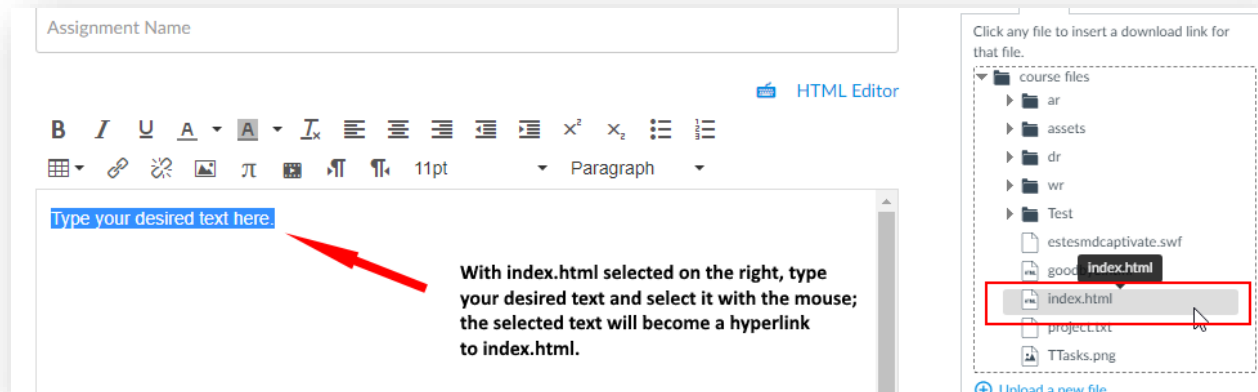 Assignment Name
HTML Editor
11pt
Paragraph
Type your desired text here.
With index.html selected on the right, type
your desired text and select it with the mouse;
the selected text will become a hyperlink
to index.html.
Click any file to insert a download link for
that file.
course files
ar
assets
dr
wr
Test
estesmdcaptivate.swf
index.html
index.html
project.txt
TTasks.png
Upload a new file